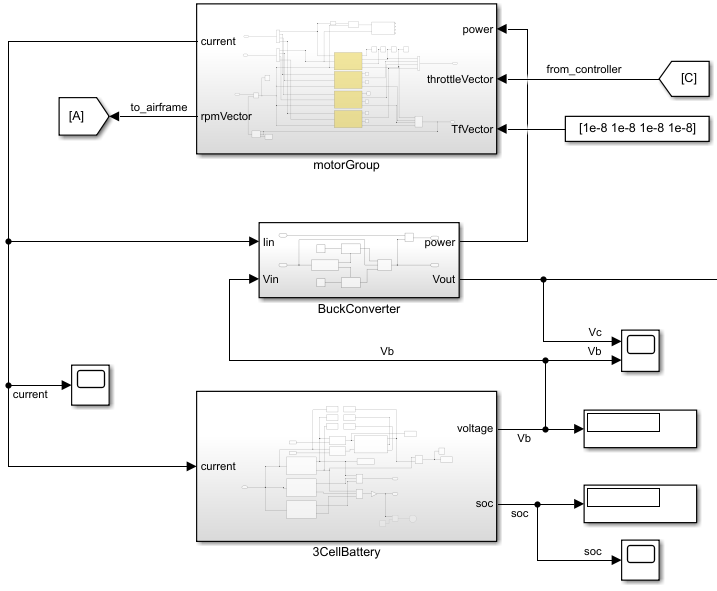 current
power
throttleVector
from_controller
[C]
[A]
to_airframe
rpmVector
TfVector
[1e-8 1e-8 1e-8 1e-8]
motorGroup
Iin
power
Vin
Vout
BuckConverter
Vc
Vb
Vb
current
voltage
Vb
current
soc
soc
soc
3CellBattery